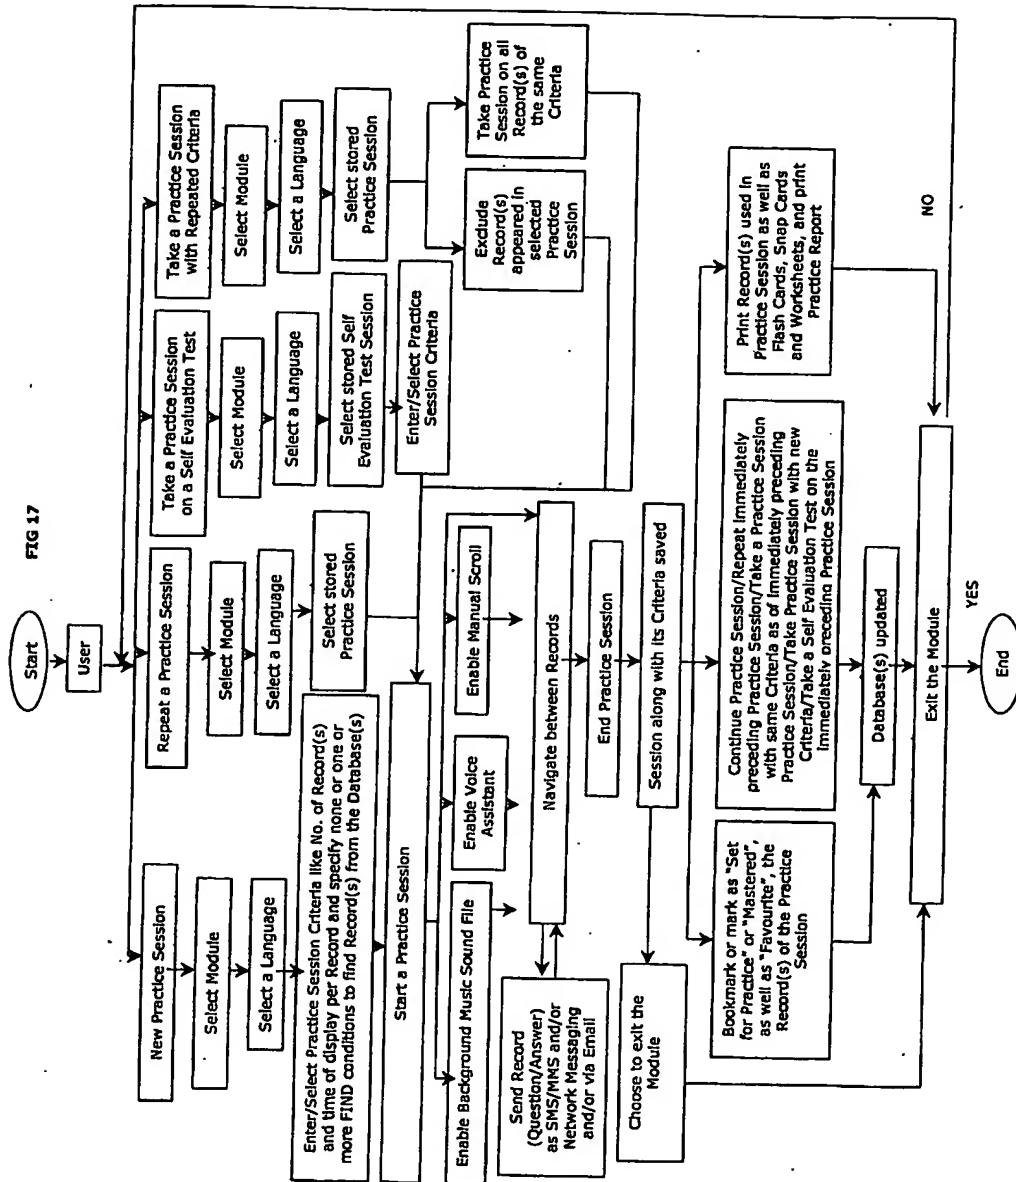 FIG 17
Start
User
New Practice Session
Select Module
Select a Language
Enter/Select Practice Session Criteria like No. of Record(s)
and time of display per Record and specify none or one or
more FIND conditions to find Record(s) from the Database(s)
Repeat a Practice Session
Select Module
Select a Language
Select stored
Practice Session
Take a Practice Session
on a Self Evaluation Test
Select Module
Select a Language
Select stored Self
Evaluation Test Session
Enter/Select Practice
Session Criteria
Take a Practice Session
with Repeated Criteria
Select Module
Select a Language
Select stored
Practice Session
Exclude
Record(s)
appeared in
selected
Practice
Session
Take Practice
Session on all
Record(s) of
the same
Criteria
Start a Practice Session
Enable Background Music Sound File
Enable Voice
Assistant
Enable Manual Scroll
Navigate between Records
Send Record
(Question/Answer)
as SMS/MMS and/or
Network Messaging
and/or via Email
End Practice Session
Session along with its Criteria saved
Choose to exit the
Module
Bookmark or mark as "Set
for Practice" or "Mastered",
as well as "Favourite", the
Record(s) of the Practice
Session
Continue Practice Session/Repeat Immediately
preceding Practice Session/Take a Practice Session
with same Criteria as of Immediately preceding
Practice Session/Take Practice Session with new
Criteria/Take a Self Evaluation Test on the
Immediately preceding Practice Session
Print Record(s) used in
Practice Session as well as
Flash Cards, Snap Cards
and Worksheets, and print
Practice Report
Database(s) updated
Exit the Module
NO
YES
End